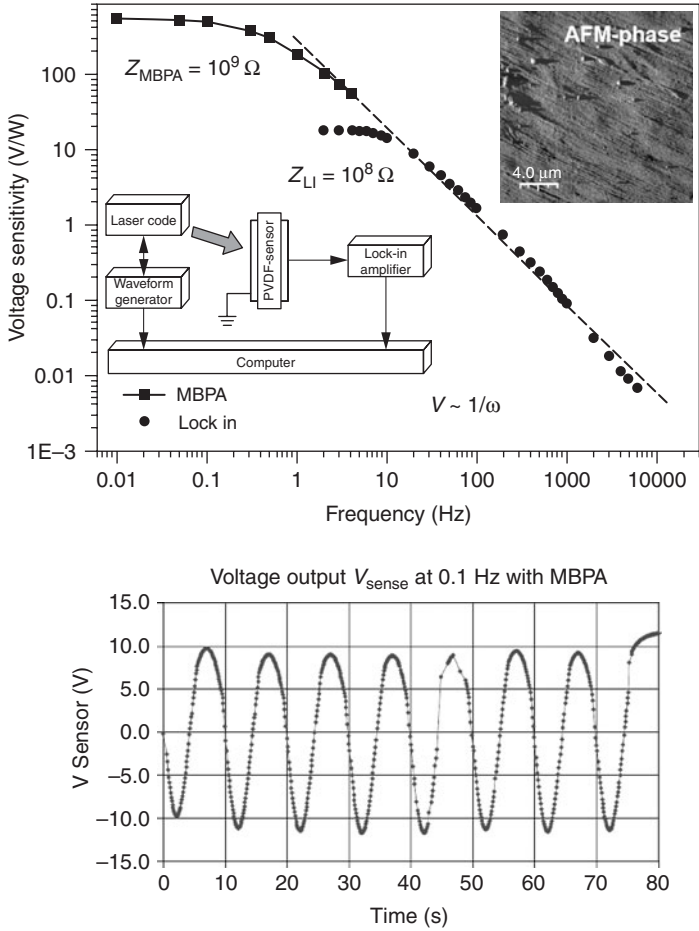 100
10
1
0.1
0.01
1E–3
Voltage sensitivity (V/W)
Z_MBPA = 10⁹ Ω
Z_LI = 10⁸ Ω
AFM-phase
4.0 μm
Laser code
Waveform
generator
PVDF-sensor
Lock-in
amplifier
Computer
MBPA
Lock in
V ~ 1/ω
0.01 0.1 1 10 100 1000 10000
Frequency (Hz)
Voltage output V_sense at 0.1 Hz with MBPA
15.0
10.0
5.0
0.0
–5.0
–10.0
–15.0
V Sensor (V)
0 10 20 30 40 50 60 70 80
Time (s)